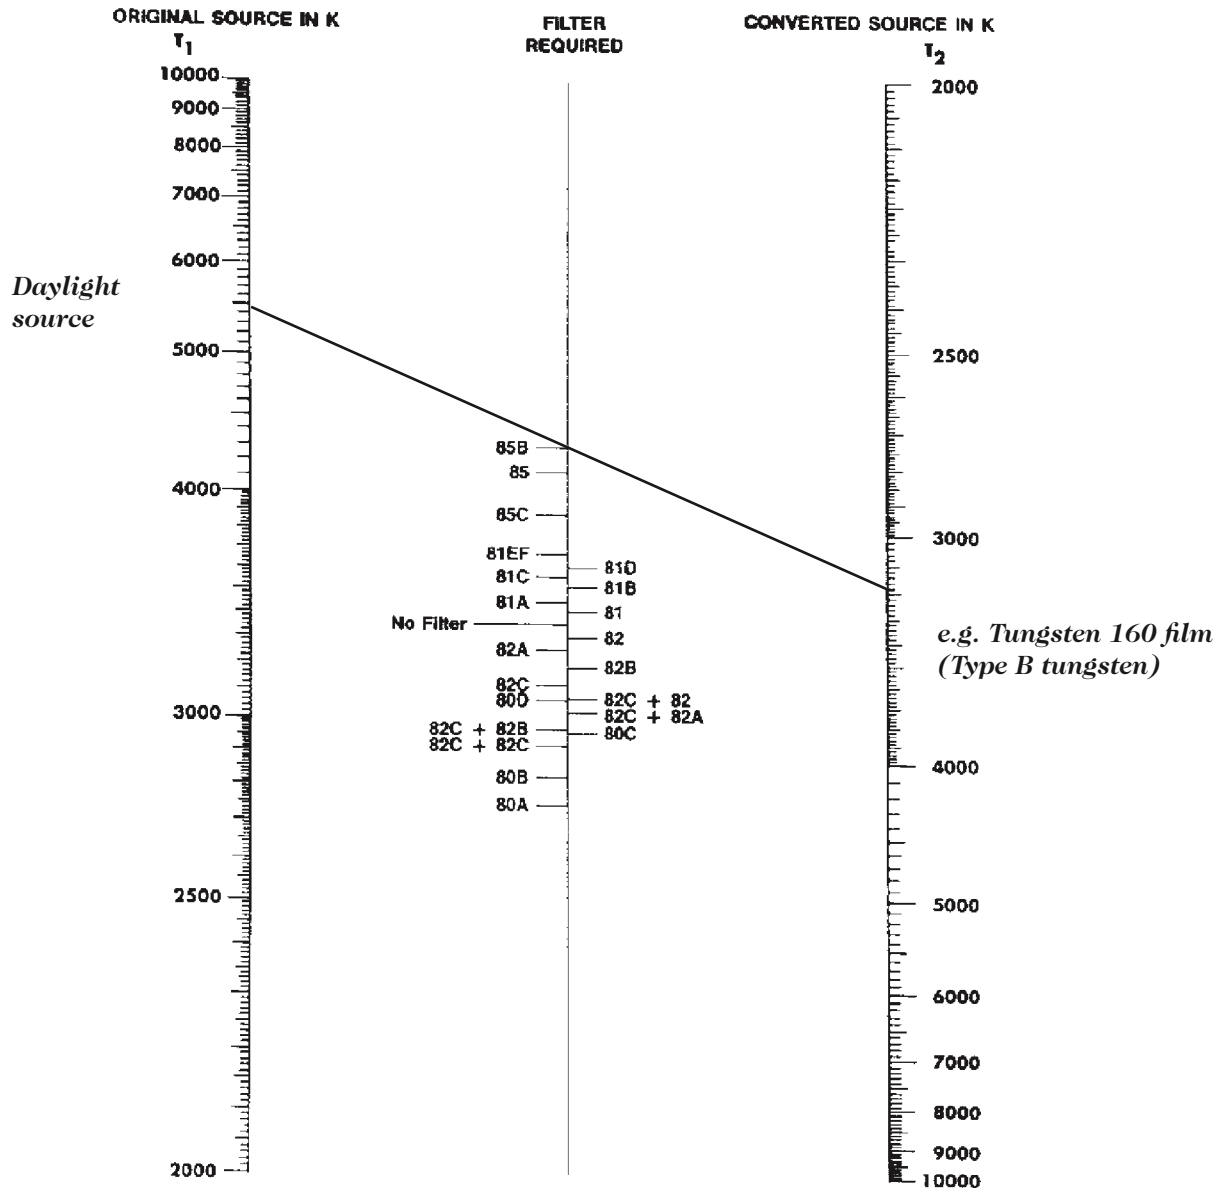 ORIGINAL SOURCE IN K
T1
FILTER
REQUIRED
CONVERTED SOURCE IN K
T2
10000
9000
8000
7000
6000
5000
4000
3000
2500
2000
Daylight
source
85B
85
85C
81EF
81D
81C
81B
81A
81
No Filter
82
82A
82B
82C
80D
82C + 82
82C + 82A
82C + 82B
80C
82C + 82C
80B
80A
2000
2500
3000
e.g. Tungsten 160 film
(Type B tungsten)
4000
5000
6000
7000
8000
9000
10000